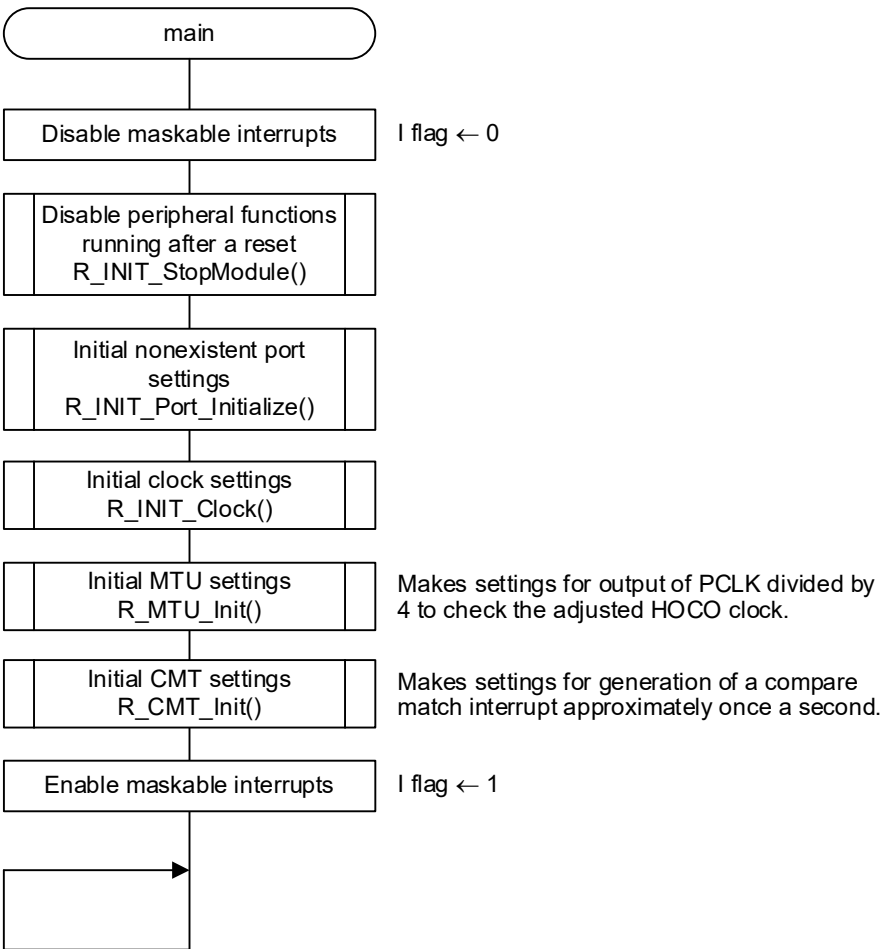 main
Disable maskable interrupts
I flag ← 0
Disable peripheral functions
running after a reset
R_INIT_StopModule()
Initial nonexistent port
settings
R_INIT_Port_Initialize()
Initial clock settings
R_INIT_Clock()
Initial MTU settings
R_MTU_Init()
Makes settings for output of PCLK divided by
4 to check the adjusted HOCO clock.
Initial CMT settings
R_CMT_Init()
Makes settings for generation of a compare
match interrupt approximately once a second.
Enable maskable interrupts
I flag ← 1